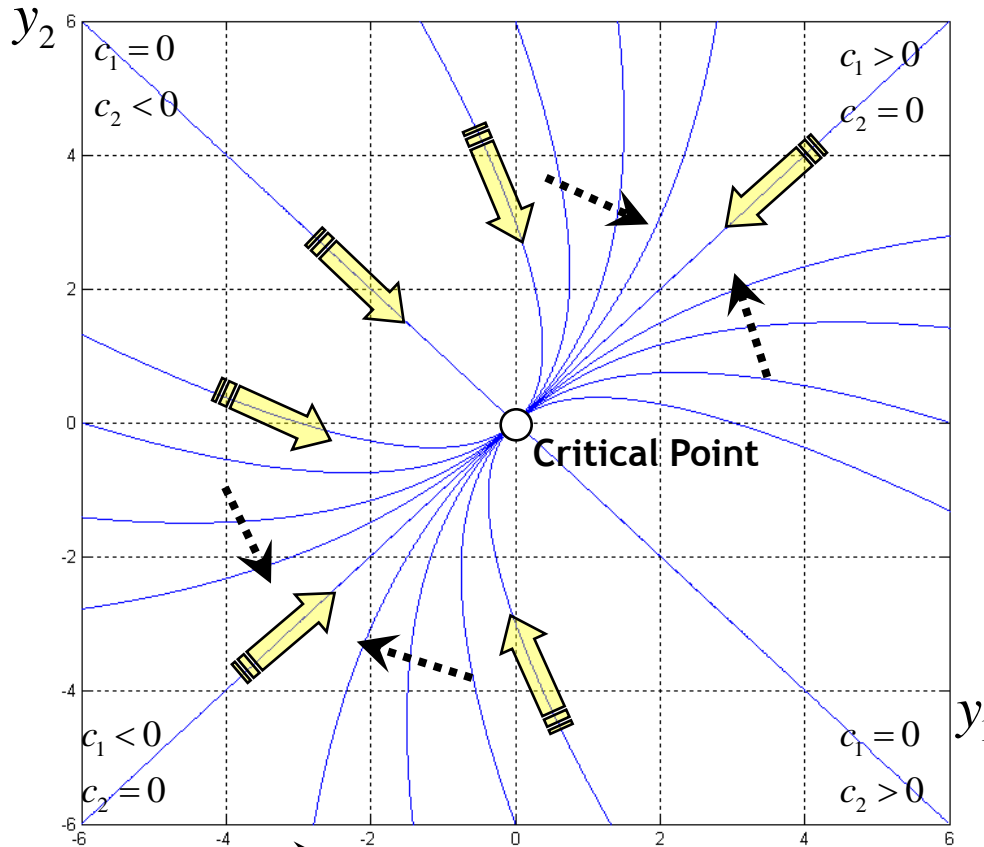 y₂
6
c₁ = 0
c₂ < 0
c₁ > 0
c₂ = 0
4
2
0
Critical Point
-2
-4
c₁ < 0
c₂ = 0
c₁ = 0
c₂ > 0
y₁
-6
-6 -4 -2 0 2 4 6